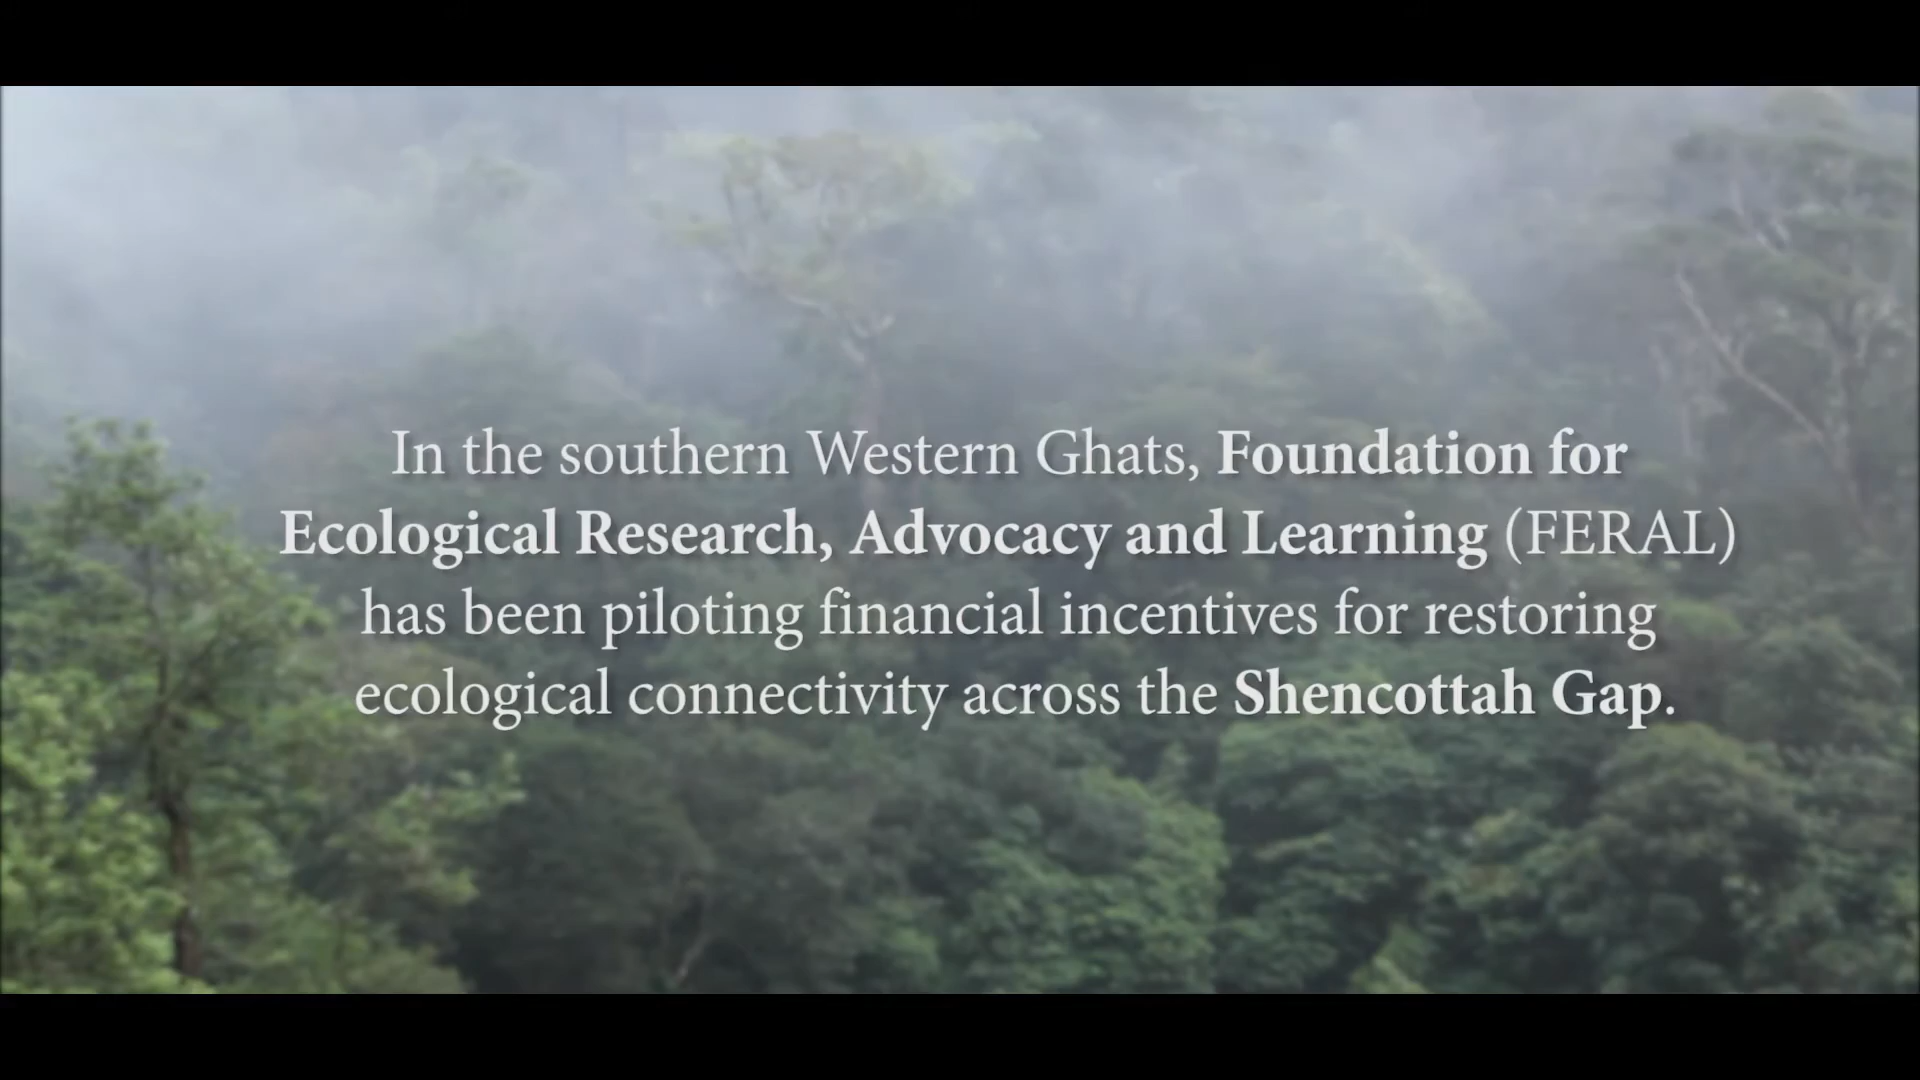 In the southern Western Ghats, Foundation for
Ecological Research, Advocacy and Learning (FERAL)
has been piloting financial incentives for restoring
ecological connectivity across the Shencottah Gap.